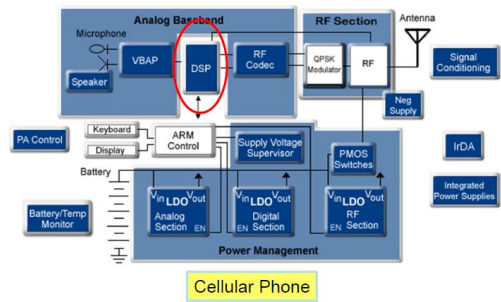 Analog Baseband
RF Section
Antenna
Microphone
VBAP
DSP
RF
Codec
QPSK
Modulator
RF
Signal
Conditioning
Speaker
Neg
Supply
PA Control
Keyboard
Display
ARM
Control
Supply Voltage
Supervisor
PMOS
Switches
IrDA
Battery
Integrated
Power Supplies
Vin LDO Vout
Analog
Section
EN
Vin LDO Vout
Digital
Section
EN
Vin LDO Vout
RF
Section
EN
Battery/Temp
Monitor
Power Management
Cellular Phone